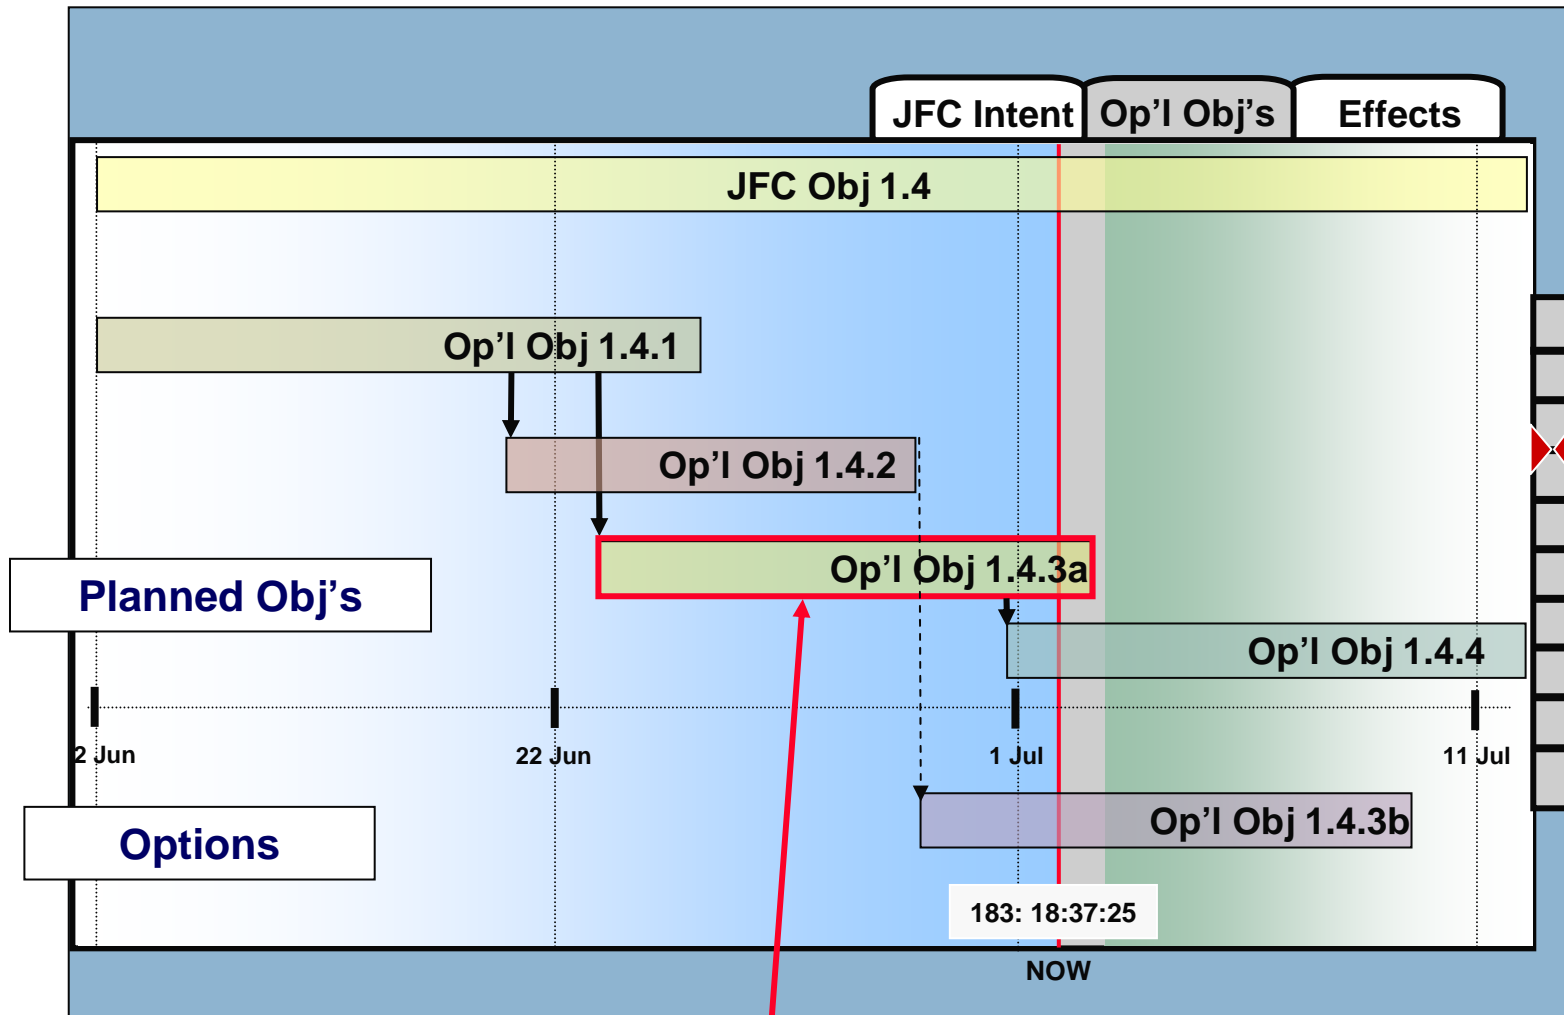 JFC Intent
Op'l Obj's
Effects
JFC Obj 1.4
Op'l Obj 1.4.1
Op'l Obj 1.4.2
Op'l Obj 1.4.3a
Planned Obj's
Op'l Obj 1.4.4
2 Jun
22 Jun
1 Jul
11 Jul
Op'l Obj 1.4.3b
Options
183: 18:37:25
NOW